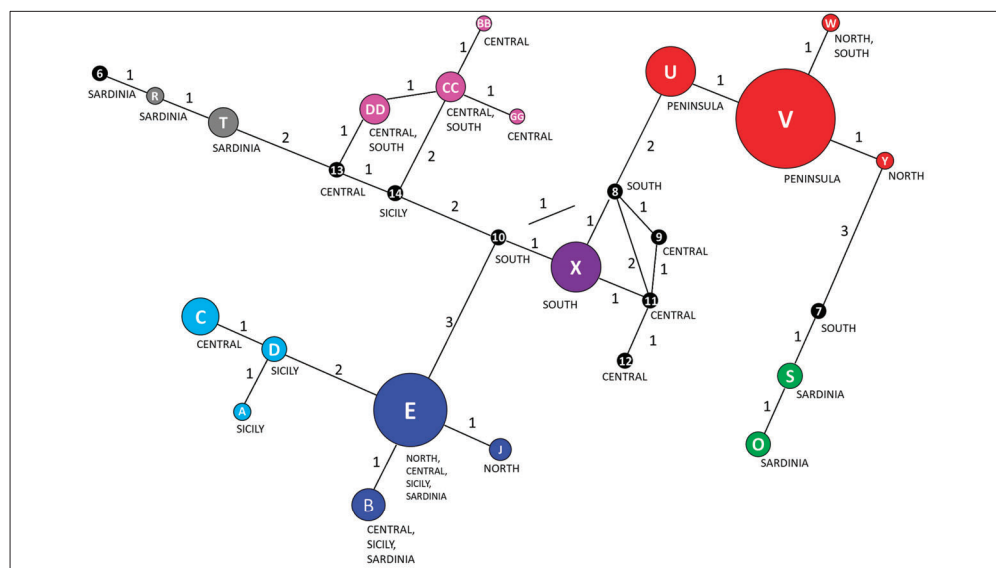 BB
CENTRAL
1
W
NORTH,
SOUTH
1
6
SARDINIA
1
R
SARDINIA
1
T
SARDINIA
2
1
CC
CENTRAL,
SOUTH
1
GG
CENTRAL
DD
CENTRAL,
SOUTH
1
2
U
PENINSULA
1
V
PENINSULA
1
Y
NORTH
13
CENTRAL
1
14
SICILY
2
2
8
SOUTH
1
1
1
9
CENTRAL
10
SOUTH
1
X
SOUTH
2
1
1
11
CENTRAL
1
12
CENTRAL
3
7
SOUTH
1
S
SARDINIA
1
O
SARDINIA
3
C
CENTRAL
1
D
SICILY
1
A
SICILY
2
E
NORTH,
CENTRAL,
SICILY,
SARDINIA
1
J
NORTH
1
B
CENTRAL,
SICILY,
SARDINIA